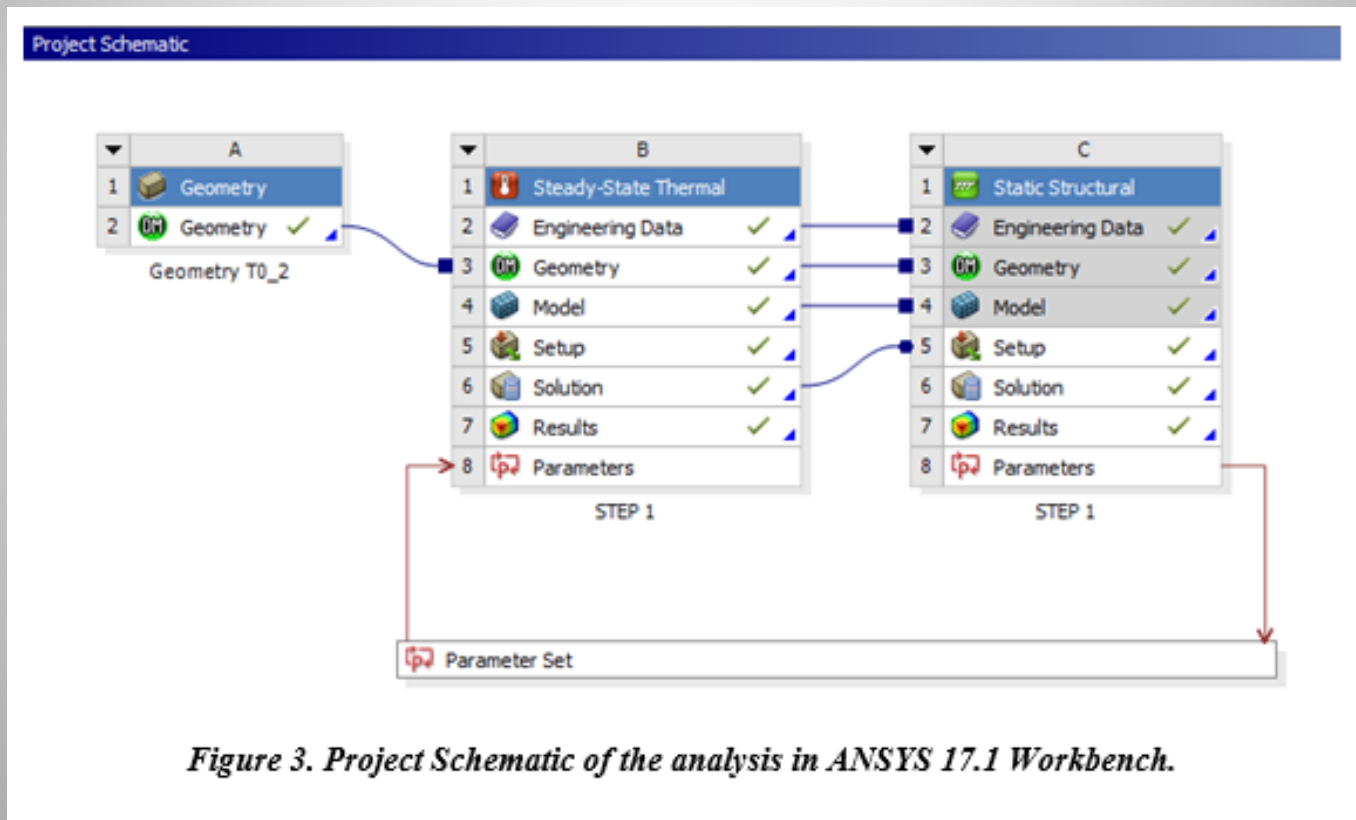 Project Schematic
A
1 Geometry
2 Geometry
Geometry T0_2
B
1 Steady-State Thermal
2 Engineering Data
3 Geometry
4 Model
5 Setup
6 Solution
7 Results
8 Parameters
STEP 1
C
1 Static Structural
2 Engineering Data
3 Geometry
4 Model
5 Setup
6 Solution
7 Results
8 Parameters
STEP 1
Parameter Set
Figure 3. Project Schematic of the analysis in ANSYS 17.1 Workbench.